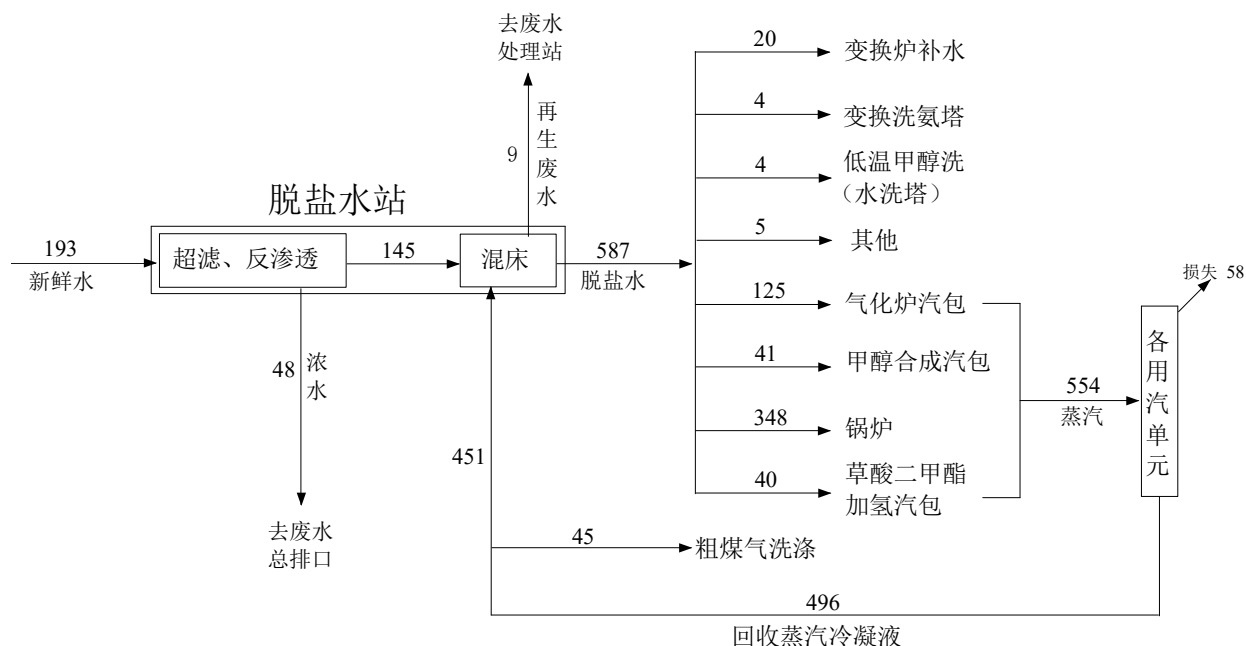 去废水
处理站
再生废水
9
脱盐水站
193
新鲜水
超滤、反渗透
145
混床
587
脱盐水
48
浓水
去废水
总排口
451
20
变换炉补水
4
变换洗氨塔
4
低温甲醇洗
（水洗塔）
5
其他
125
气化炉汽包
41
甲醇合成汽包
348
锅炉
40
草酸二甲酯
加氢汽包
554
蒸汽
损失 58
各用汽单元
45
粗煤气洗涤
496
回收蒸汽冷凝液